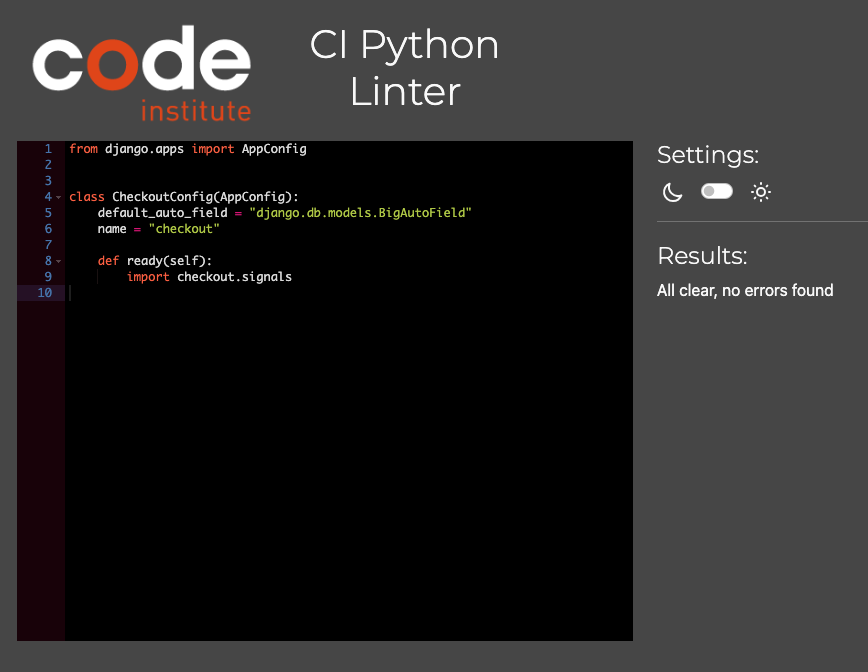 code
institute
CI Python
Linter
1 from django.apps import AppConfig
2
3
4 class CheckoutConfig(AppConfig):
5     default_auto_field = "django.db.models.BigAutoField"
6     name = "checkout"
7
8     def ready(self):
9         import checkout.signals
10
Settings:
Results:
All clear, no errors found